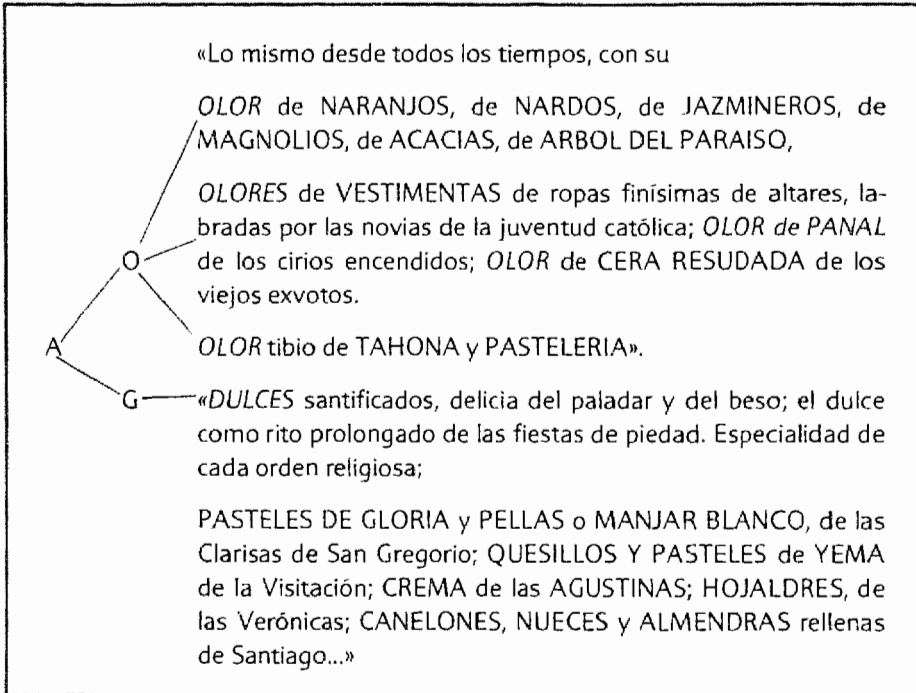 «Lo mismo desde todos los tiempos, con su
OLOR de NARANJOS, de NARDOS, de JAZMINEROS, de
MAGNOLIOS, de ACACIAS, de ARBOL DEL PARAISO,
OLORES de VESTIMENTAS de ropas finísimas de altares, la-
bradas por las novias de la juventud católica; OLOR de PANAL
O
de los cirios encendidos; OLOR de CERA RESUDADA de los
viejos exvotos.
A
OLOR tibio de TAHONA y PASTELERIA».
G
«DULCES santificados, delicia del paladar y del beso; el dulce
como rito prolongado de las fiestas de piedad. Especialidad de
cada orden religiosa;
PASTELES DE GLORIA y PELLAS o MANJAR BLANCO, de las
Clarisas de San Gregorio; QUESILLOS Y PASTELES de YEMA
de la Visitación; CREMA de las AGUSTINAS; HOJALDRES, de
las Verónicas; CANELONES, NUECES y ALMENDRAS rellenas
de Santiago...»